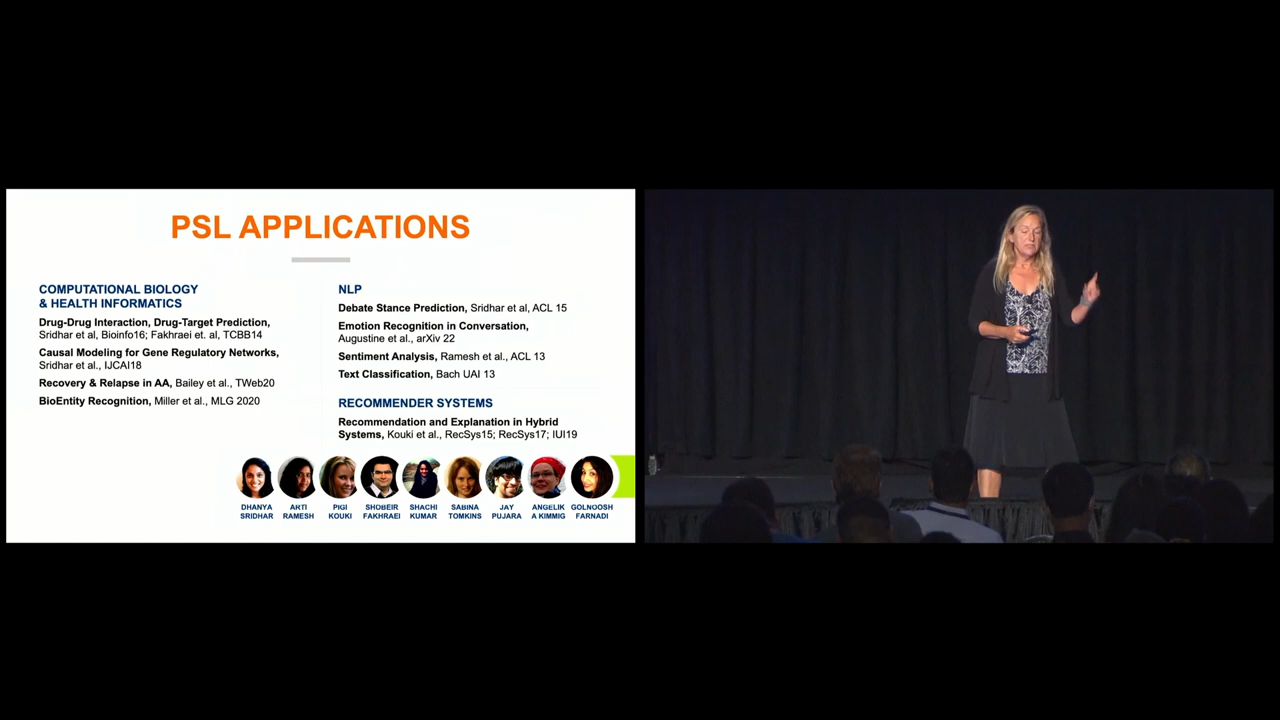 PSL APPLICATIONS
COMPUTATIONAL BIOLOGY
& HEALTH INFORMATICS
Drug-Drug Interaction, Drug-Target Prediction,
Sridhar et al, Bioinfo16; Fakhraei et. al, TCBB14
Causal Modeling for Gene Regulatory Networks,
Sridhar et al., IJCAI18
Recovery & Relapse in AA, Bailey et al., TWeb20
BioEntity Recognition, Miller et al., MLG 2020
NLP
Debate Stance Prediction, Sridhar et al, ACL 15
Emotion Recognition in Conversation,
Augustine et al., arXiv 22
Sentiment Analysis, Ramesh et al., ACL 13
Text Classification, Bach UAI 13
RECOMMENDER SYSTEMS
Recommendation and Explanation in Hybrid
Systems, Kouki et al., RecSys15; RecSys17; IUI19
DHANYA
SRIDHAR
ARTI
RAMESH
PIGI
KOUKI
SHOBEIR
FAKHRAEI
SHACHI
KUMAR
SABINA
TOMKINS
JAY
PUJARA
ANGELIK
A KIMMIG
GOLNOOSH
FARNADI